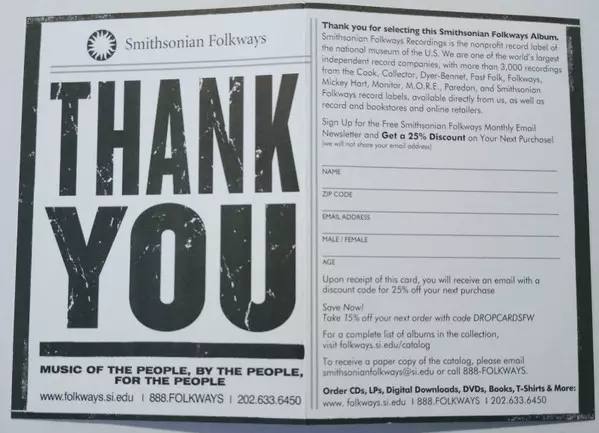 Smithsonian Folkways
THANK
YOU
MUSIC OF THE PEOPLE, BY THE PEOPLE,
FOR THE PEOPLE
www.folkways.si.edu | 888.FOLKWAYS | 202.633.6450
Thank you for selecting this Smithsonian Folkways Album.
Smithsonian Folkways Recordings is the nonprofit record label of
the national museum of the U.S. We are one of the world's largest
independent record companies, with more than 3,000 recordings
from the Cook, Collector, Dyer-Bennet, Fast Folk, Folkways,
Mickey Hart, Monitor, M.O.R.E., Paredon, and Smithsonian
Folkways record labels, available directly from us, as well as
record and bookstores and online retailers.
Sign Up for the Free Smithsonian Folkways Monthly Email
Newsletter and Get a 25% Discount on Your Next Purchase!
(we will not share your email address)
NAME
ZIP CODE
EMAIL ADDRESS
MALE / FEMALE
AGE
Upon receipt of this card, you will receive an email with a
discount code for 25% off your next purchase
Save Now!
Take 15% off your next order with code DROPCARDSFW
For a complete list of albums in the collection,
visit folkways.si.edu/catalog
To receive a paper copy of the catalog, please email
smithsonianfolkways@si.edu or call 888-FOLKWAYS.
Order CDs, LPs, Digital Downloads, DVDs, Books, T-Shirts & More:
www.folkways.si.edu | 888.FOLKWAYS | 202.633.6450